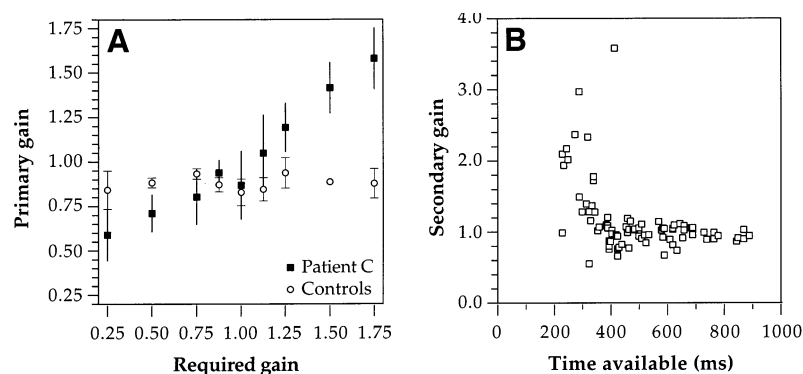 A
Primary gain
1.75
1.50
1.25
1.00
0.75
0.50
0.25
Patient C
Controls
0.25 0.50 0.75 1.00 1.25 1.50 1.75
Required gain
B
Secondary gain
4.0
3.0
2.0
1.0
0.0
0 200 400 600 800 1000
Time available (ms)